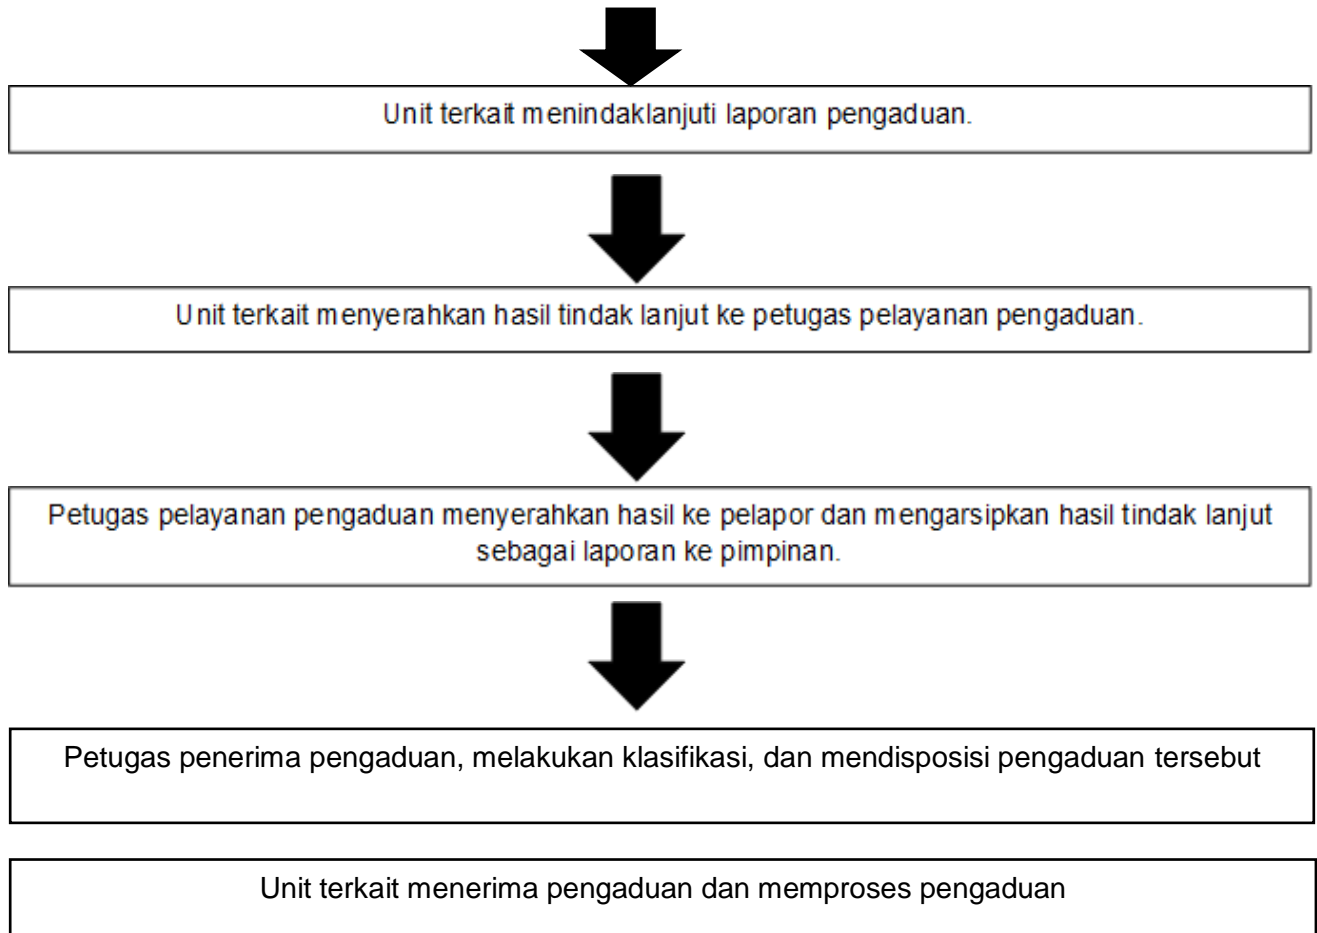 Unit terkait menindaklanjuti laporan pengaduan.
Unit terkait menyerahkan hasil tindak lanjut ke petugas pelayanan pengaduan.
Petugas pelayanan pengaduan menyerahkan hasil ke pelapor dan mengarsipkan hasil tindak lanjut
sebagai laporan ke pimpinan.
Petugas penerima pengaduan, melakukan klasifikasi, dan mendisposisi pengaduan tersebut
Unit terkait menerima pengaduan dan memproses pengaduan